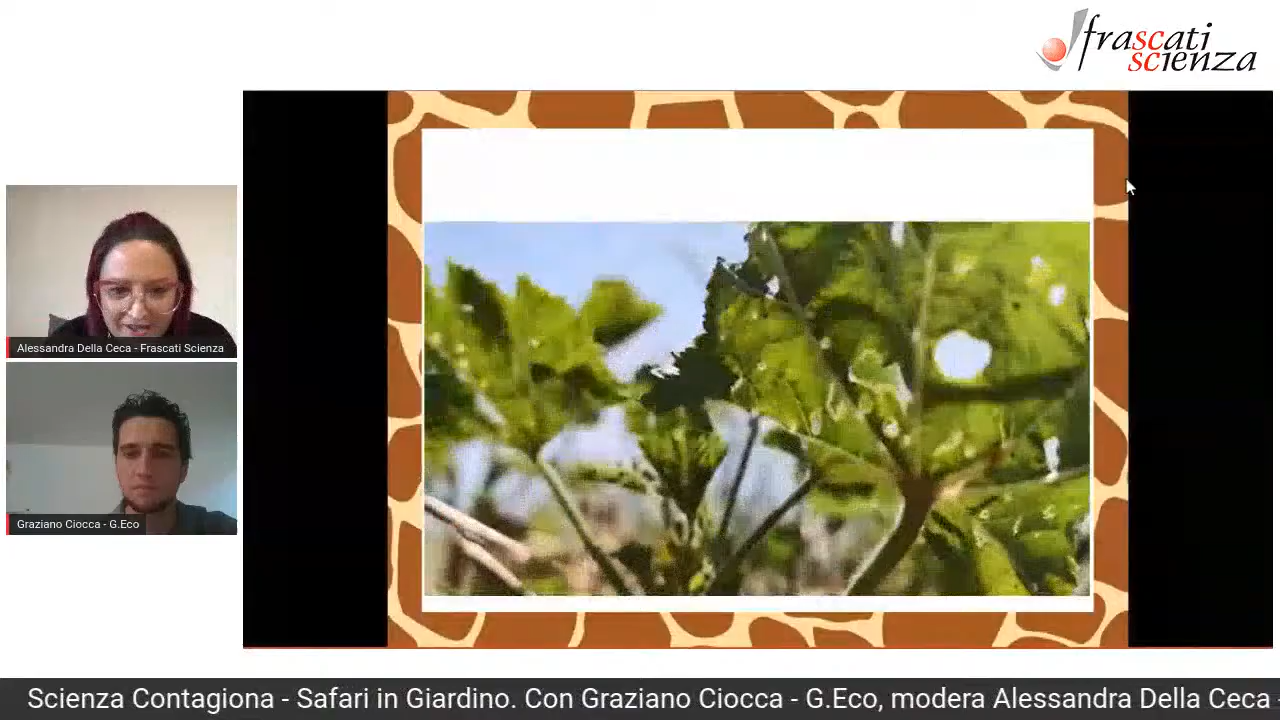 frascati
scienza
Alessandra Della Ceca - Frascati Scienza
Graziano Ciocca - G.Eco
Scienza Contagiona - Safari in Giardino. Con Graziano Ciocca - G.Eco, modera Alessandra Della Ceca